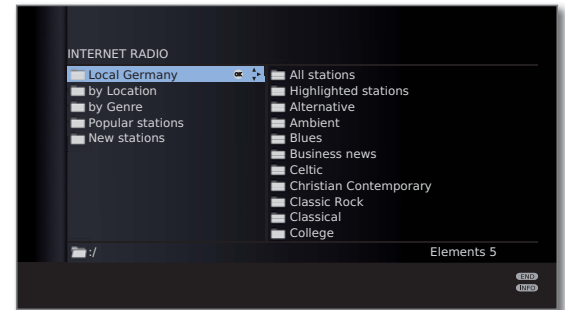 INTERNET RADIO
Local Germany OK
by Location
by Genre
Popular stations
New stations
All stations
Highlighted stations
Alternative
Ambient
Blues
Business news
Celtic
Christian Contemporary
Classic Rock
Classical
College
:/
Elements 5
END
INFO